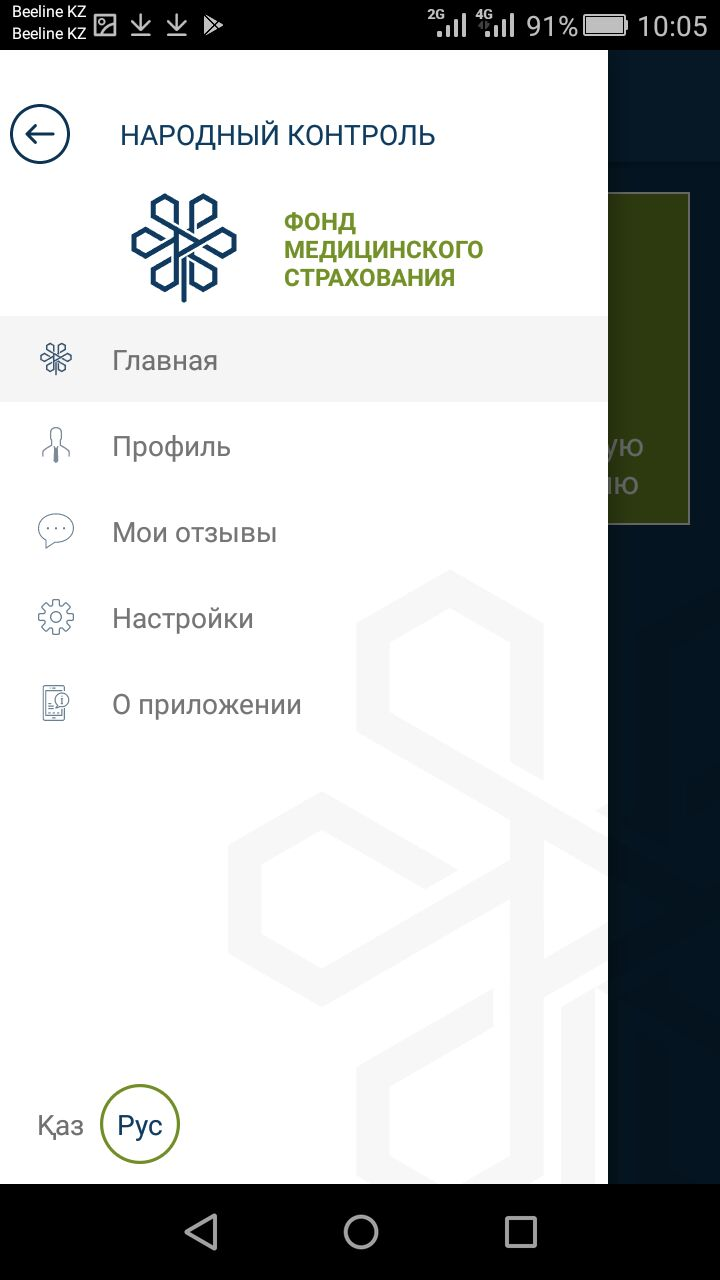 Beeline KZ
Beeline KZ
2G 4G 91% 10:05
НАРОДНЫЙ КОНТРОЛЬ
ФОНД
МЕДИЦИНСКОГО
СТРАХОВАНИЯ
Главная
Профиль
ую
Мои отзывы
Настройки
О приложении
Қаз Рус